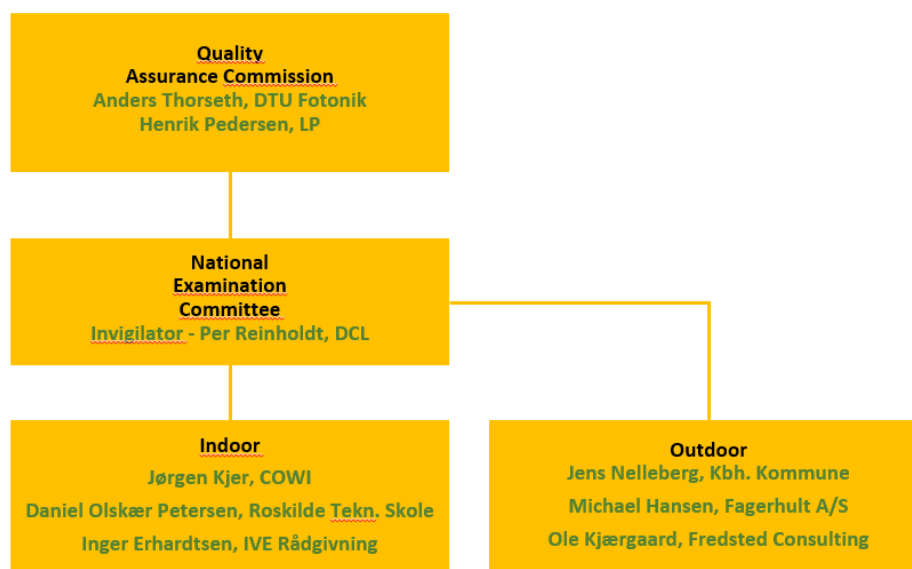 Quality
Assurance Commission
Anders Thorseth, DTU Fotonik
Henrik Pedersen, LP
National
Examination
Committee
Invigilator - Per Reinholdt, DCL
Indoor
Jørgen Kjer, COWI
Daniel Olskær Petersen, Roskilde Tekn. Skole
Inger Erhardtsen, IVE Rådgivning
Outdoor
Jens Nelleberg, Kbh. Kommune
Michael Hansen, Fagerhult A/S
Ole Kjærgaard, Fredsted Consulting